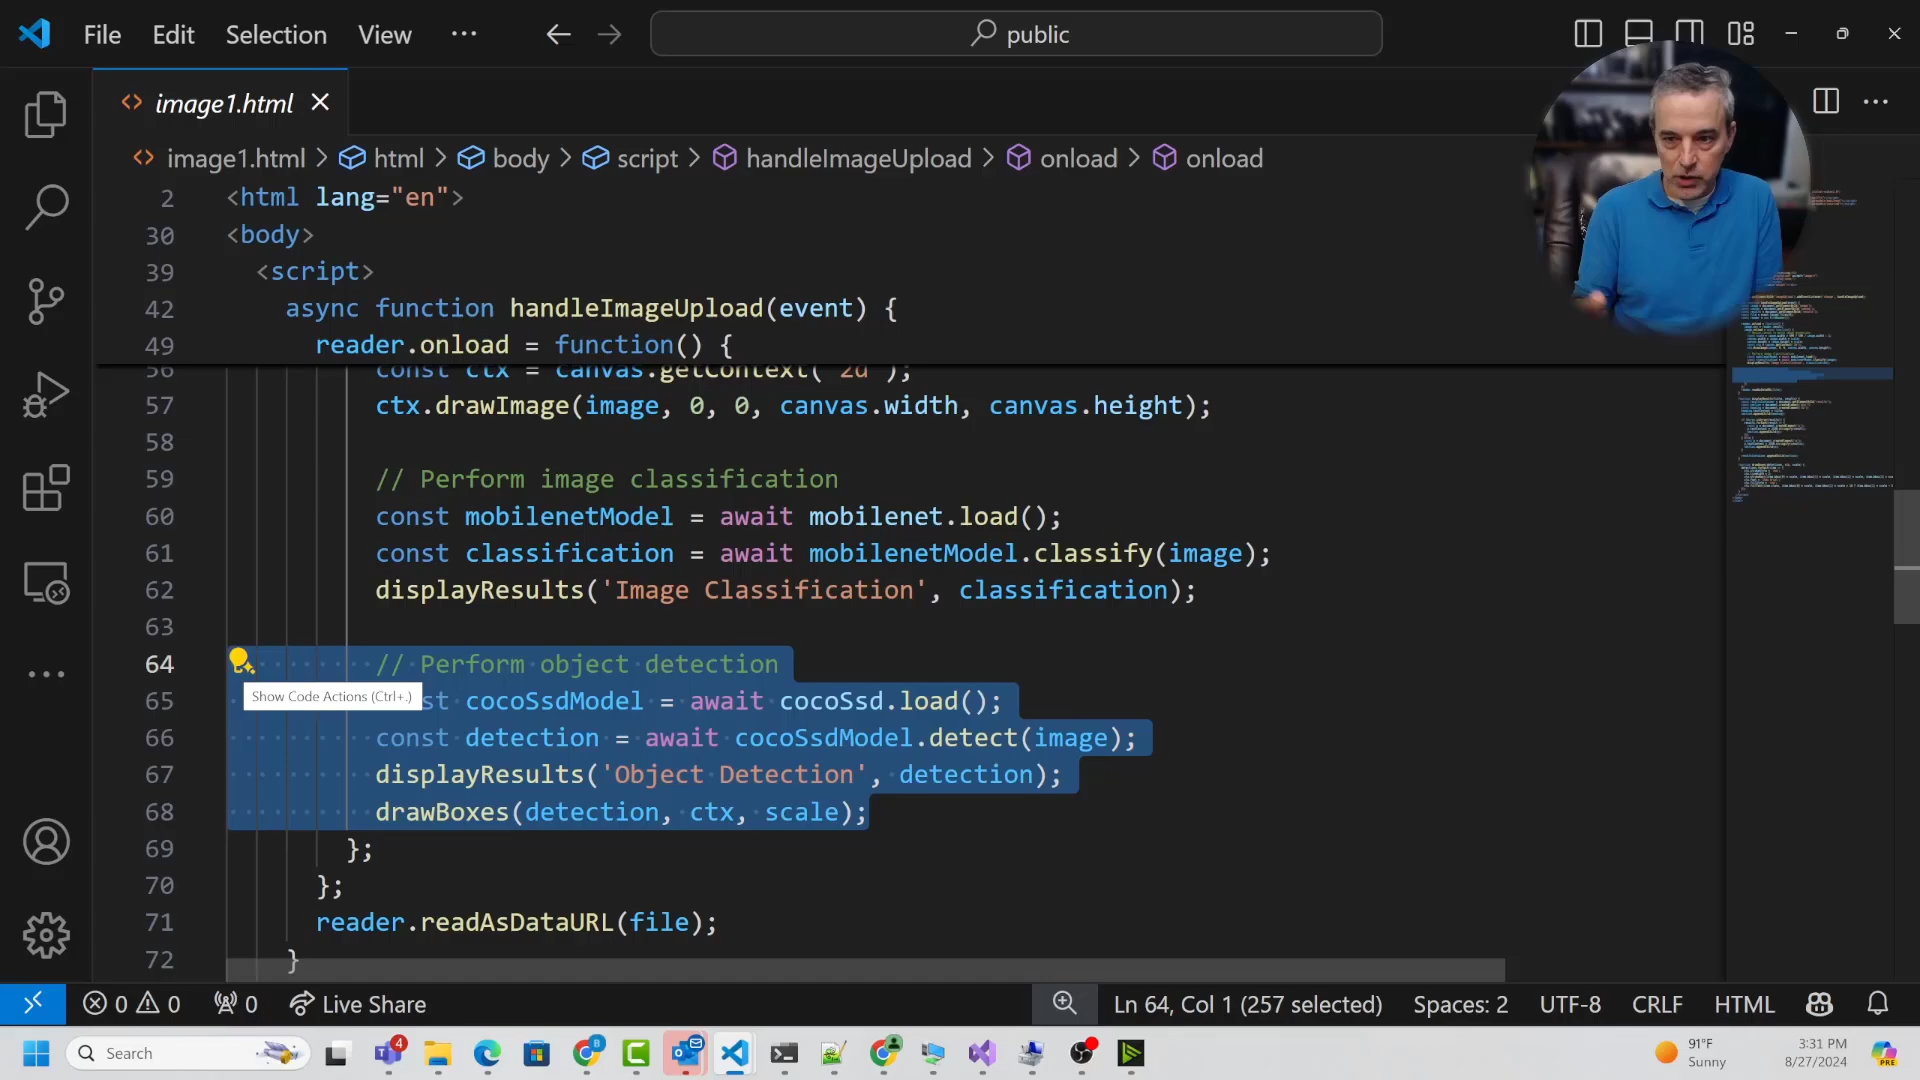 File Edit Selection View ··· public
image1.html
image1.html > html > body > script > handleImageUpload > onload > onload
2 <html lang="en">
30 <body>
39 <script>
42 async function handleImageUpload(event) {
49 reader.onload = function() {
56 const ctx = canvas.getContext('2d');
57 ctx.drawImage(image, 0, 0, canvas.width, canvas.height);
58
59 // Perform image classification
60 const mobilenetModel = await mobilenet.load();
61 const classification = await mobilenetModel.classify(image);
62 displayResults('Image Classification', classification);
63
64 // Perform object detection
Show Code Actions (Ctrl+.)
65 st cocoSsdModel = await cocoSsd.load();
66 const detection = await cocoSsdModel.detect(image);
67 displayResults('Object Detection', detection);
68 drawBoxes(detection, ctx, scale);
69 };
70 };
71 reader.readAsDataURL(file);
72 }
0 0 0 Live Share Ln 64, Col 1 (257 selected) Spaces: 2 UTF-8 CRLF HTML
Search 4 B 91°F 3:31 PM
Sunny 8/27/2024 PRE